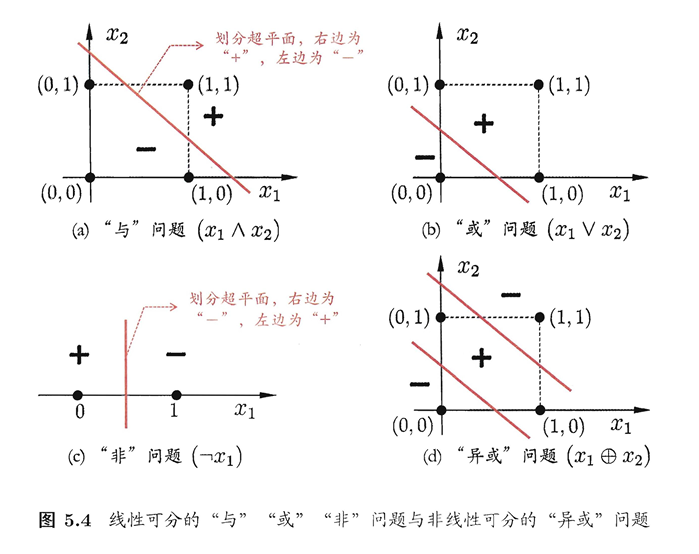 x₂
划分超平面，右边为
“+”，左边为“−”
(0, 1)
(1, 1)
+
−
(0, 0)
(1, 0)
x₁
(a) “与”问题 (x₁ ∧ x₂)
x₂
(0, 1)
(1, 1)
+
−
(0, 0)
(1, 0)
x₁
(b) “或”问题 (x₁ ∨ x₂)
划分超平面，右边为
“−”，左边为“+”
+
−
0
1
x₁
(c) “非”问题 (¬x₁)
x₂
−
(0, 1)
(1, 1)
+
−
(0, 0)
(1, 0)
x₁
(d) “异或”问题 (x₁ ⊕ x₂)
图 5.4 线性可分的“与”“或”“非”问题与非线性可分的“异或”问题